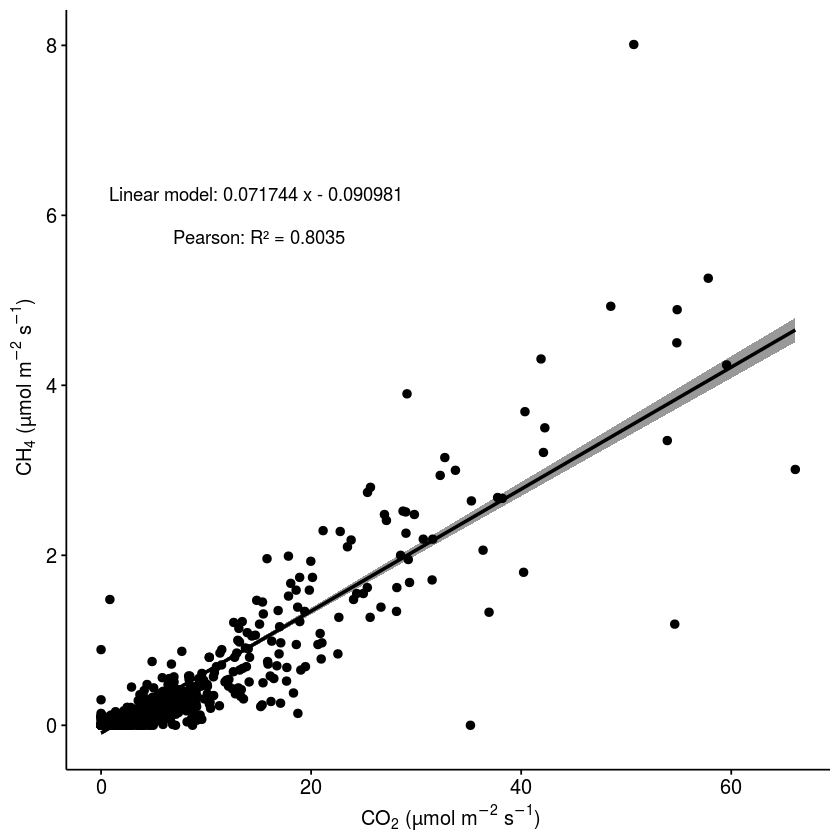 8
Linear model: 0.071744 x - 0.090981
6
Pearson: R² = 0.8035
CH₄ (µmol m⁻² s⁻¹)
4
2
0
0 20 40 60
CO₂ (µmol m⁻² s⁻¹)